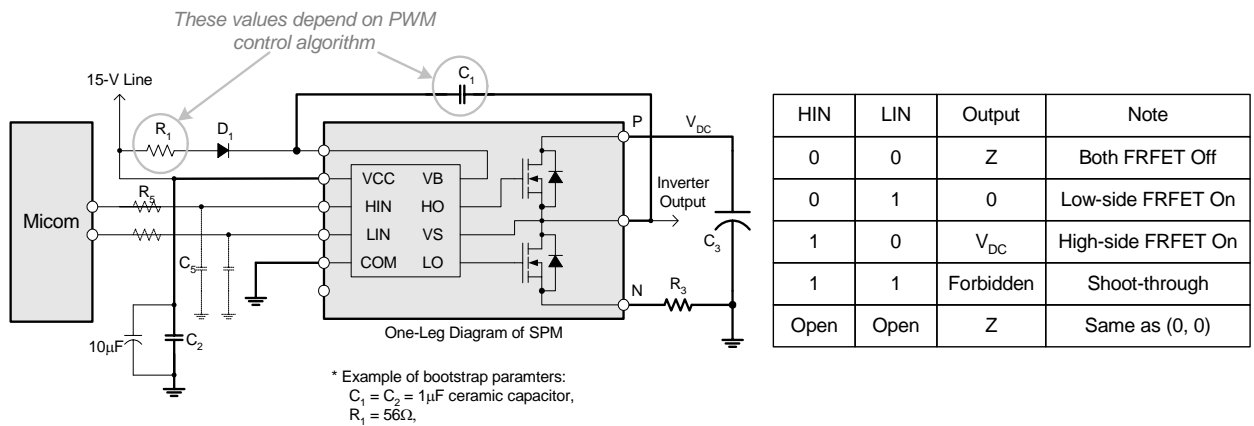 These values depend on PWM
control algorithm
15-V Line
R1
D1
C1
P
VDC
VCC VB
R5
HIN HO
Inverter
Output
Micom
LIN VS
C5
COM LO
C3
N
R3
10μF
C2
One-Leg Diagram of SPM
* Example of bootstrap paramters:
C1 = C2 = 1μF ceramic capacitor,
R1 = 56Ω,
HIN LIN Output Note
0 0 Z Both FRFET Off
0 1 0 Low-side FRFET On
1 0 VDC High-side FRFET On
1 1 Forbidden Shoot-through
Open Open Z Same as (0, 0)